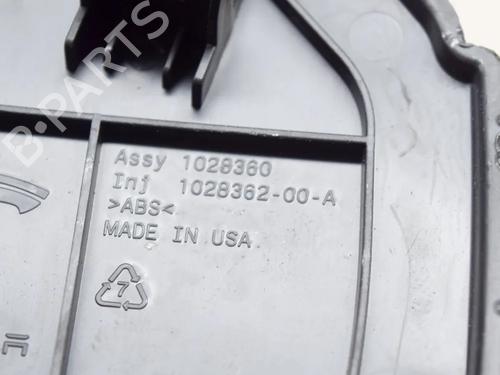 B-PARTS
Assy 1028360
Inj 1028362-00-A
>ABS<
MADE IN USA
7